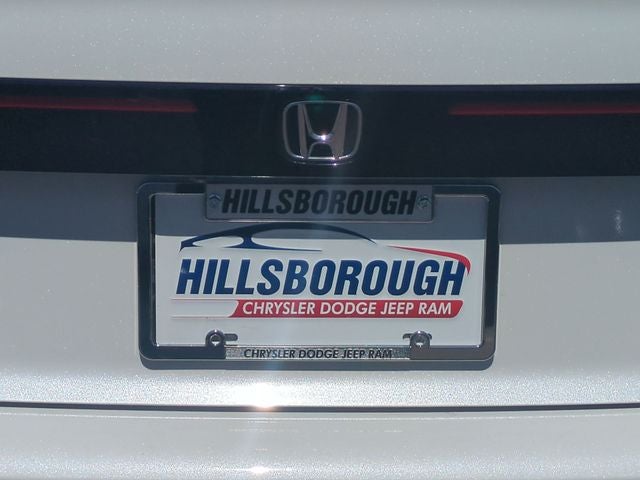 HILLSBOROUGH
HILLSBOROUGH
CHRYSLER DODGE JEEP RAM
CHRYSLER DODGE JEEP RAM